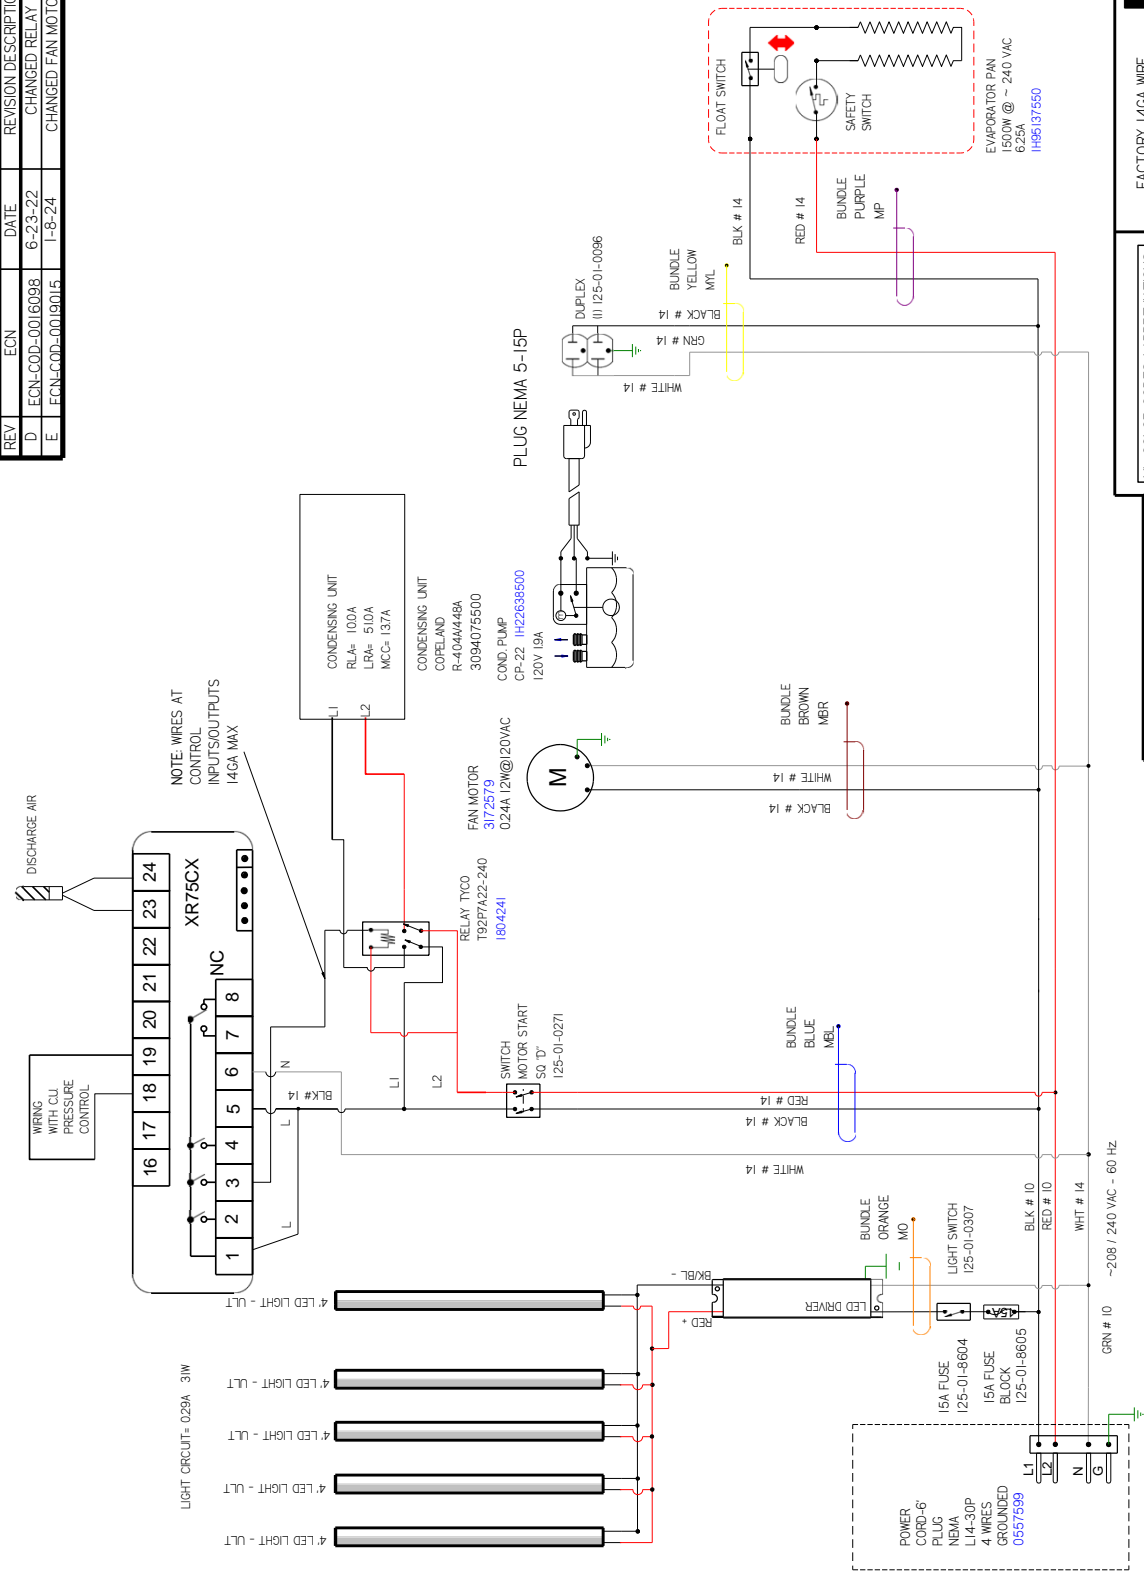 REV ECN DATE REVISION DESCRIPTIO
D ECN-COD-0016098 6-23-22 CHANGED RELAY
E ECN-COD-0019015 1-8-24 CHANGED FAN MOTO
DISCHARGE AIR
WIRING
WITH C.U.
PRESSURE
CONTROL
16 17 18 19 20 21 22 23 24
XR75CX
NC
1 2 3 4 5 6 7 8
NOTE: WIRES AT
CONTROL
INPUTS/OUTPUTS
14GA MAX
L
L
N
BLK# 14
L1
L2
CONDENSING UNIT
RLA= 10.0A
LRA= 51.0A
MCC= 13.7A
L1
L2
CONDENSING UNIT
COPELAND
R-404A/448A
3094075500
RELAY TYCO
T92P7A22-240
1804241
SWITCH
MOTOR START
SQ "D"
125-01-0271
FAN MOTOR
3172579
0.24A 12W@120VAC
M
COND. PUMP
CP-22 1H22638500
120V 1.9A
PLUG NEMA 5-15P
DUPLEX
(1) 125-01-0096
WHITE # 14
GRN # 14
BLACK # 14
BUNDLE
YELLOW
MYL
FLOAT SWITCH
SAFETY
SWITCH
EVAPORATOR PAN
1500W @ ~ 240 VAC
6.25A
1H95137550
BLK # 14
RED # 14
BUNDLE
PURPLE
MP
BUNDLE
BROWN
MBR
WHITE # 14
BLACK # 14
BUNDLE
BLUE
MBL
RED # 14
BLACK # 14
WHITE # 14
LIGHT CIRCUIT= 0.29A 31W
4' LED LIGHT - ULT
4' LED LIGHT - ULT
4' LED LIGHT - ULT
4' LED LIGHT - ULT
4' LED LIGHT - ULT
BK/BL -
RED +
LED DRIVER
BUNDLE
ORANGE
MO
LIGHT SWITCH
125-01-0307
15A
15A FUSE
125-01-8604
15A FUSE
BLOCK
125-01-8605
BLK # 10
RED # 10
WHT # 14
GRN # 10
~208 / 240 VAC - 60 Hz
POWER
CORD-6'
PLUG
NEMA
L14-30P
4 WIRES
GROUNDED
0557599
L1
L2
N
G
FACTORY 14GA WIRE